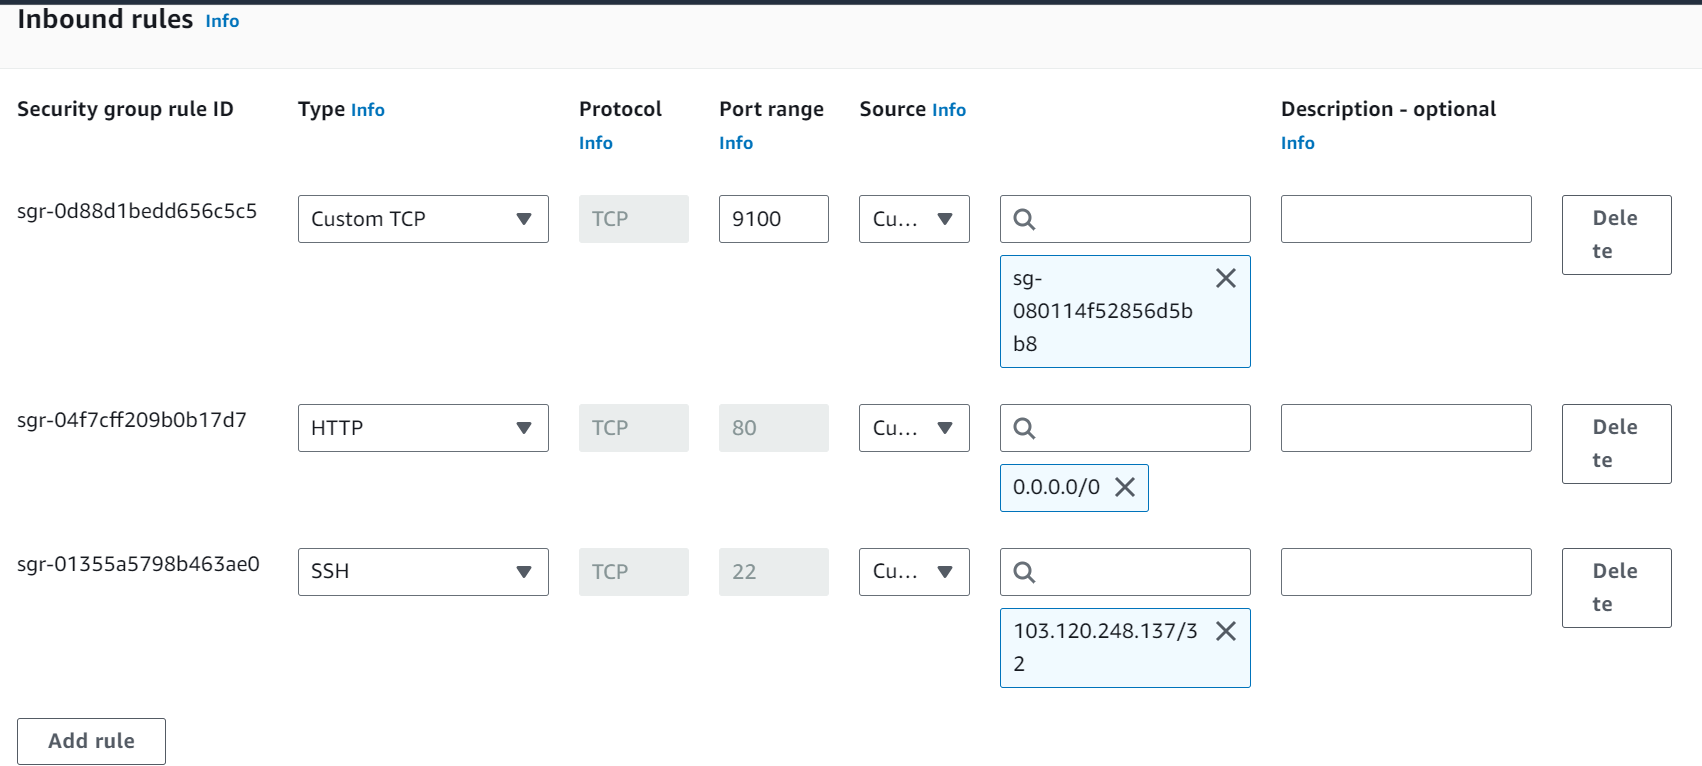 Inbound rules Info
Security group rule ID Type Info Protocol Info Port range Info Source Info Description - optional Info
sgr-0d88d1bedd656c5c5 Custom TCP TCP 9100 Cu... Dele
te
sg-
080114f52856d5b
b8
sgr-04f7cff209b0b17d7 HTTP TCP 80 Cu... Dele
te
0.0.0.0/0
sgr-01355a5798b463ae0 SSH TCP 22 Cu... Dele
te
103.120.248.137/3
2
Add rule